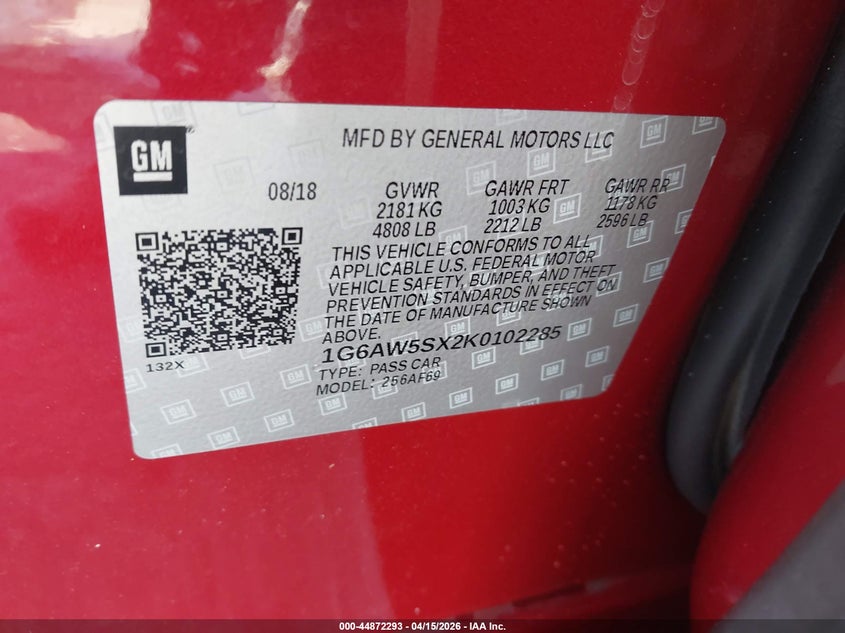 GM
MFD BY GENERAL MOTORS LLC
08/18 GVWR GAWR FRT GAWR RR
2181 KG 1003 KG 1178 KG
4808 LB 2212 LB 2596 LB
THIS VEHICLE CONFORMS TO ALL
APPLICABLE U.S. FEDERAL MOTOR
VEHICLE SAFETY, BUMPER, AND THEFT
PREVENTION STANDARDS IN EFFECT ON
THE DATE OF MANUFACTURE SHOWN
ABOVE.
132X
1G6AW5SX2K0102285
TYPE: PASS CAR
MODEL: 256AF69
000-44872293 - 04/15/2026 - IAA Inc.